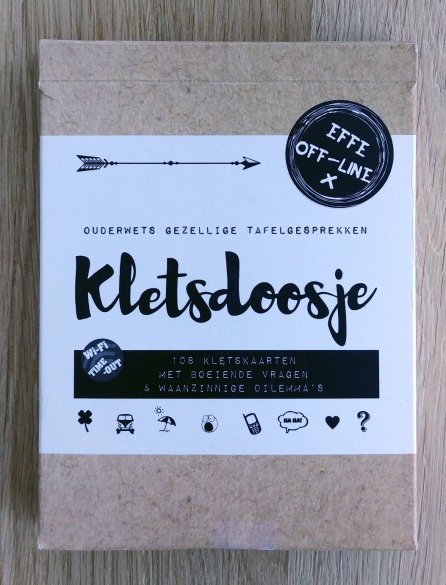 EFFE
OFF-LINE
X
OUDERWETS GEZELLIGE TAFELGESPREKKEN
Kletsdoosje
WI-FI
TIME
-OUT
108 KLETSKAARTEN
MET BOEIENDE VRAGEN
& WAANZINNIGE DILEMMA'S
HA HA!
?